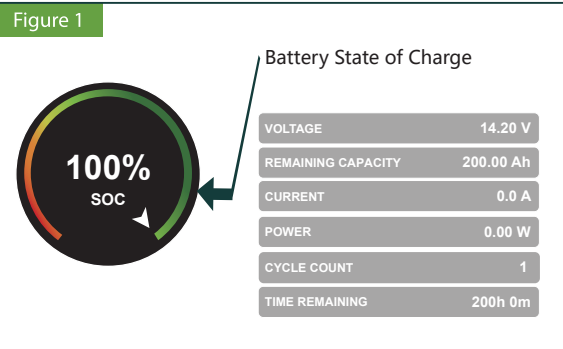 Figure 1
Battery State of Charge
100%
SOC
VOLTAGE 14.20 V
REMAINING CAPACITY 200.00 Ah
CURRENT 0.0 A
POWER 0.00 W
CYCLE COUNT 1
TIME REMAINING 200h 0m